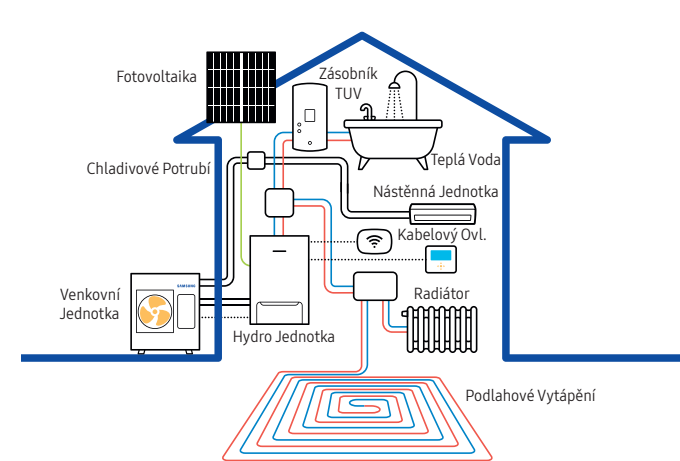 Fotovoltaika
Zásobník
TUV
Teplá Voda
Chladivové Potrubí
Nástěnná Jednotka
Kabelový Ovl.
SAMSUNG
Venkovní
Jednotka
Radiátor
Hydro Jednotka
Podlahové Vytápění